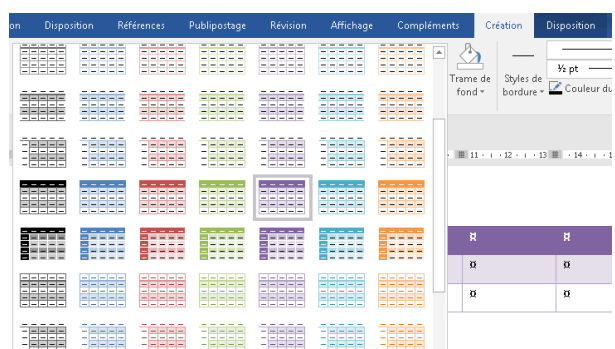 on Disposition Références Publipostage Révision Affichage Compléments Création Disposition
Trame de fond
Styles de bordure
½ pt
Couleur du
11 · 12 · 13 · 14 · 1
¤ ¤
¤ ¤
¤ ¤